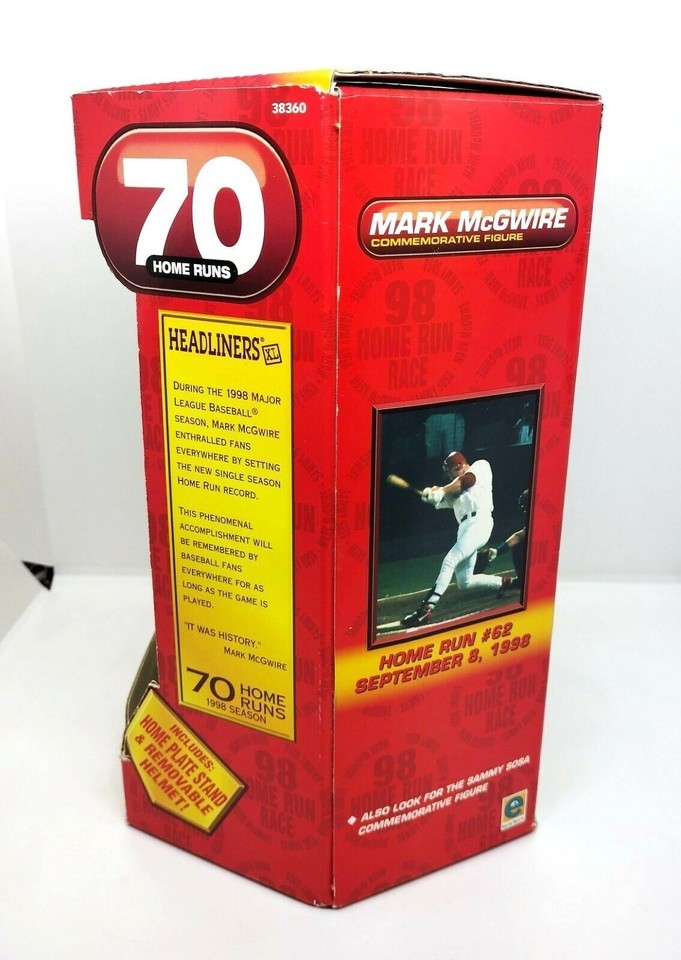 38360
70
HOME RUNS
HEADLINERS® XL
DURING THE 1998 MAJOR
LEAGUE BASEBALL®
SEASON, MARK MCGWIRE
ENTHRALLED FANS
EVERYWHERE BY SETTING
THE NEW SINGLE SEASON
HOME RUN RECORD.
THIS PHENOMENAL
ACCOMPLISHMENT WILL
BE REMEMBERED BY
BASEBALL FANS
EVERYWHERE FOR AS
LONG AS THE GAME IS
PLAYED.
"IT WAS HISTORY."
MARK MCGWIRE
70 HOME
RUNS
1998 SEASON
INCLUDES:
HOME PLATE STAND
& REMOVABLE
HELMET!
MARK McGWIRE
COMMEMORATIVE FIGURE
98
HOME RUN
RACE
HOME RUN #62
SEPTEMBER 8, 1998
◆ ALSO LOOK FOR THE SAMMY SOSA
COMMEMORATIVE FIGURE
98
HOME RUN
RACE